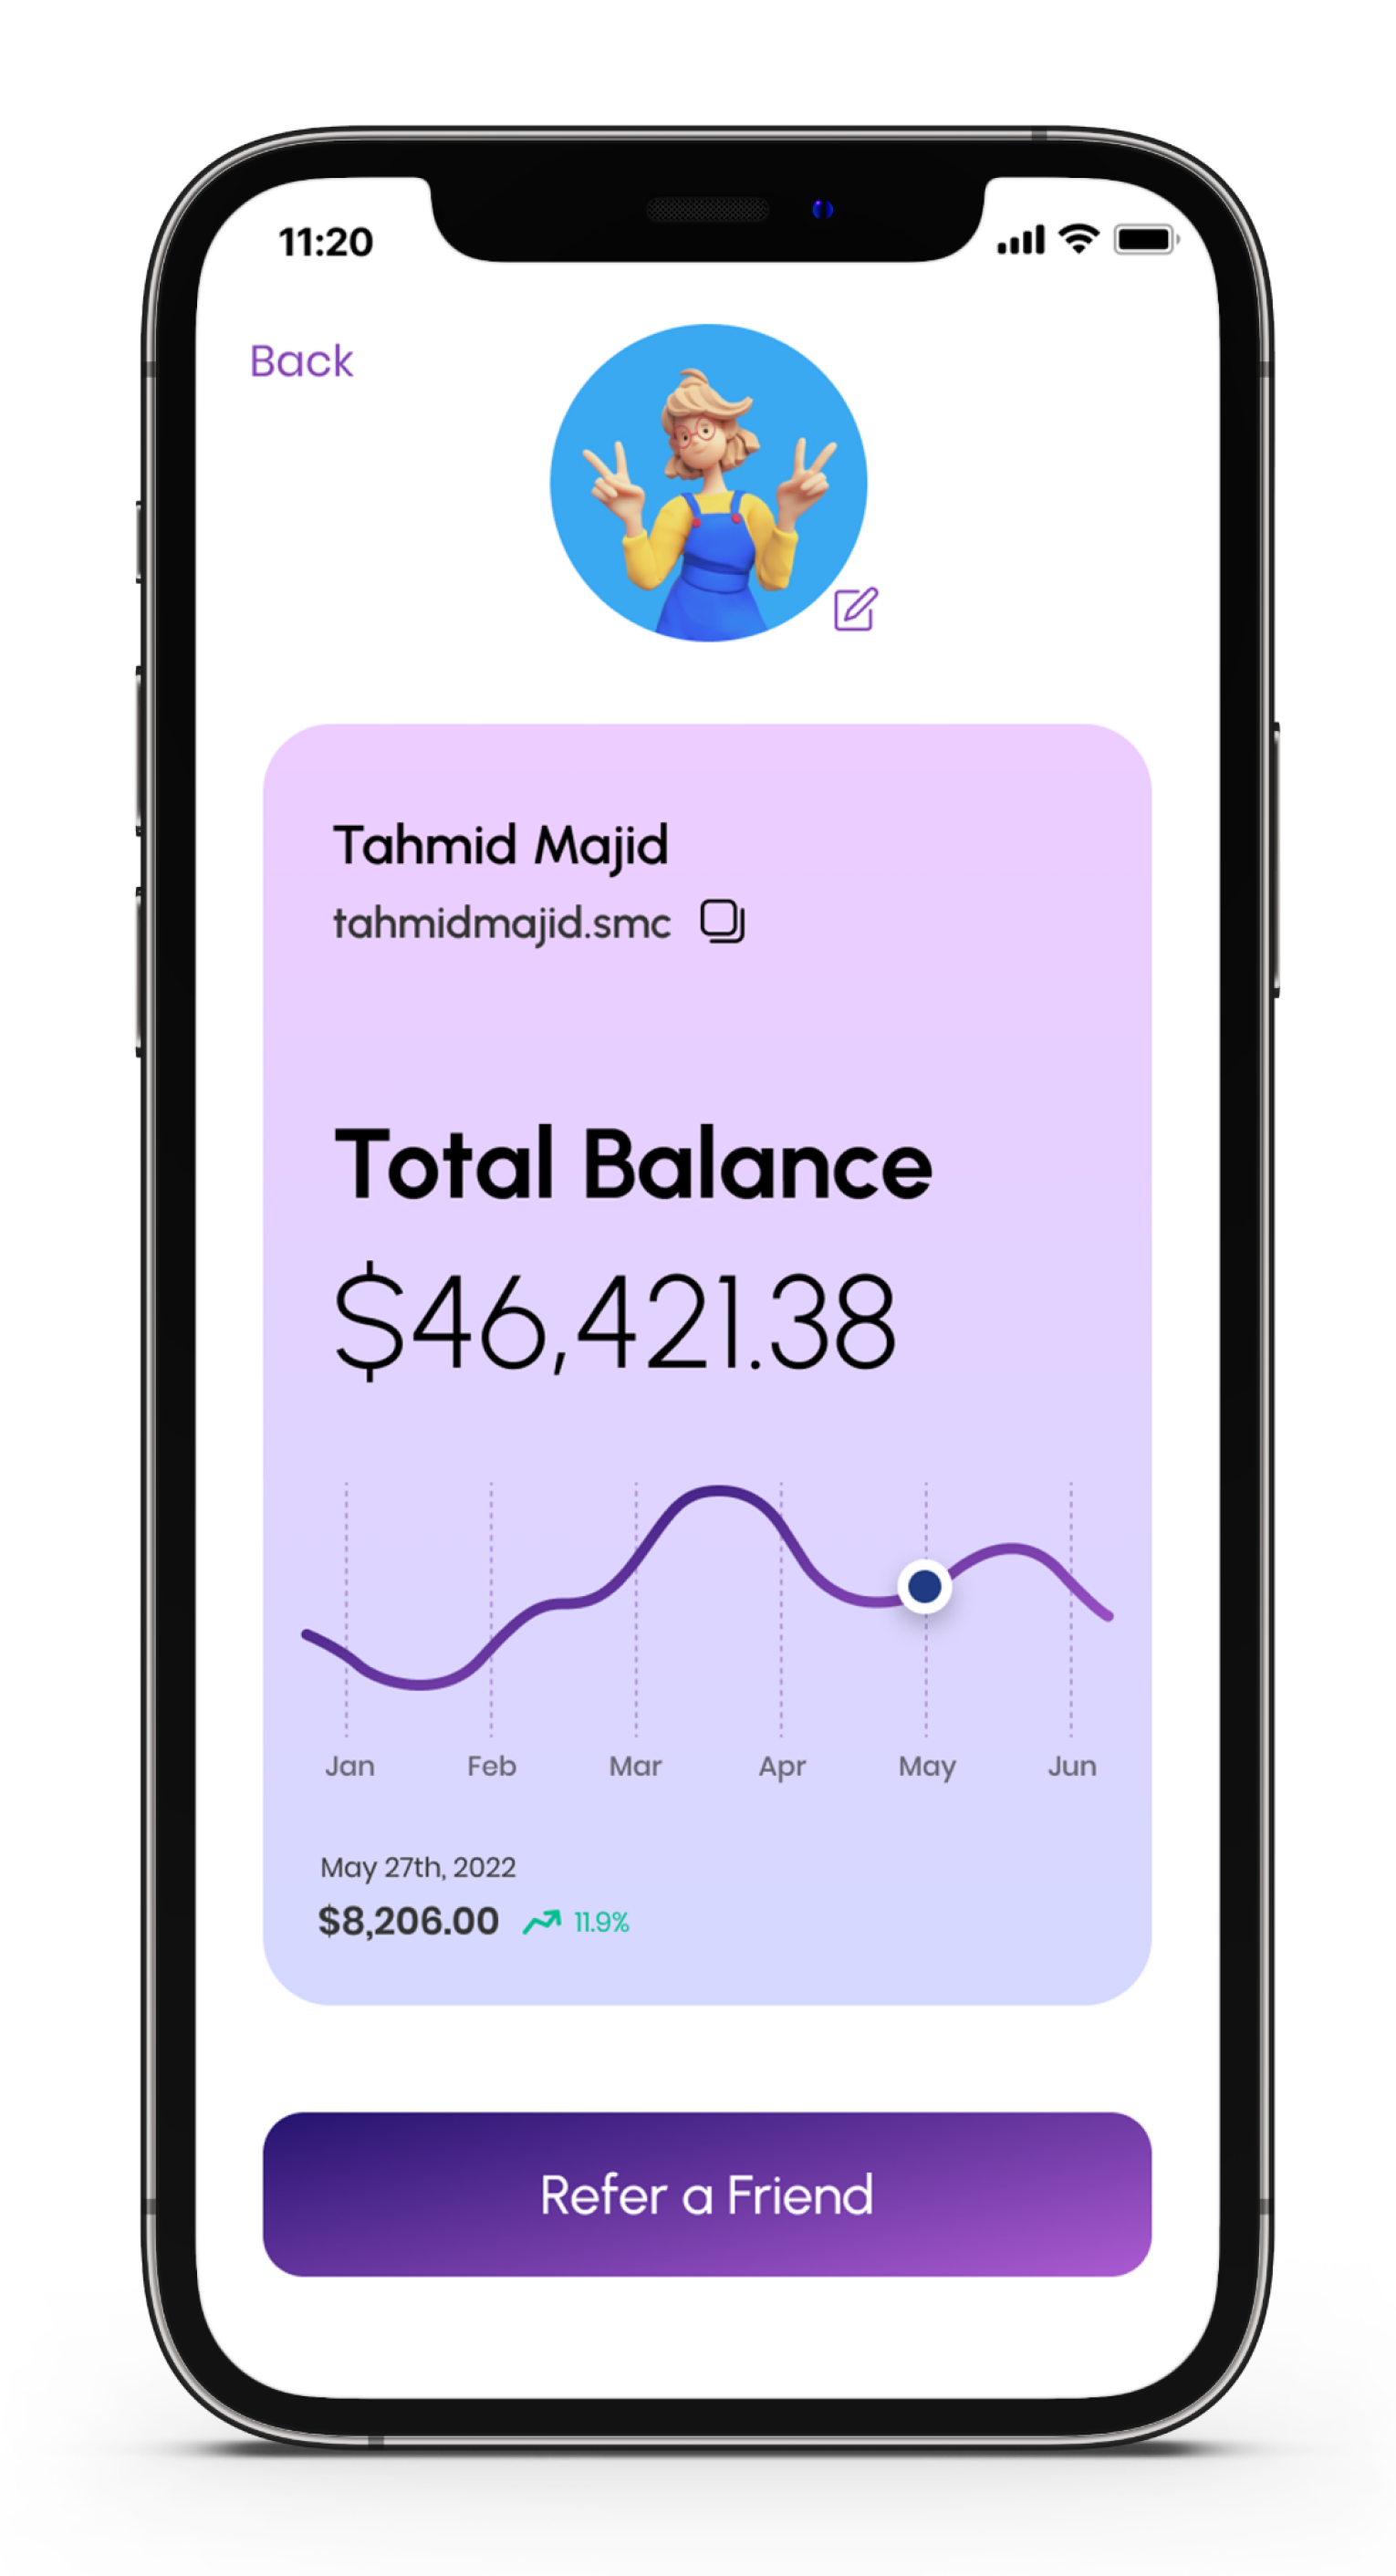 11:20
Back
Tahmid Majid
tahmidmajid.smc
Total Balance
$46,421.38
Jan Feb Mar Apr May Jun
May 27th, 2022
$8,206.00 11.9%
Refer a Friend